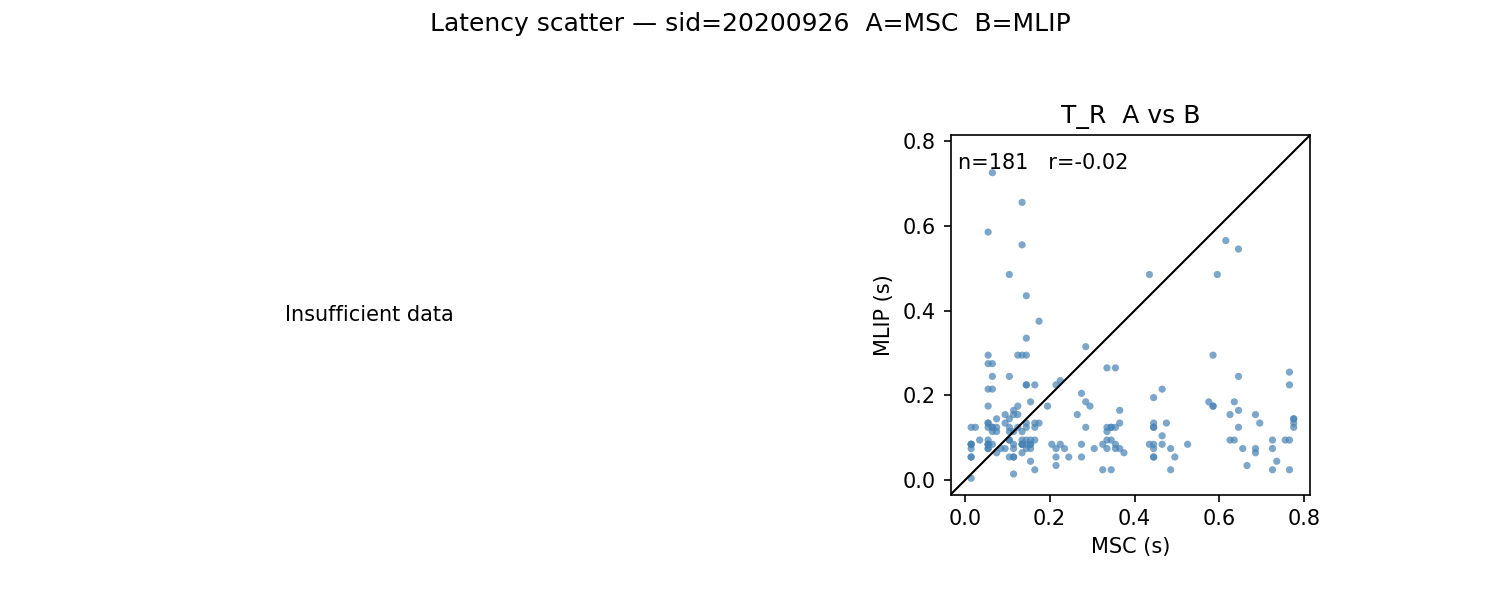 Latency scatter — sid=20200926  A=MSC  B=MLIP
Insufficient data
T_R  A vs B
n=181   r=-0.02
0.8
0.6
0.4
0.2
0.0
MLIP (s)
0.0 0.2 0.4 0.6 0.8
MSC (s)